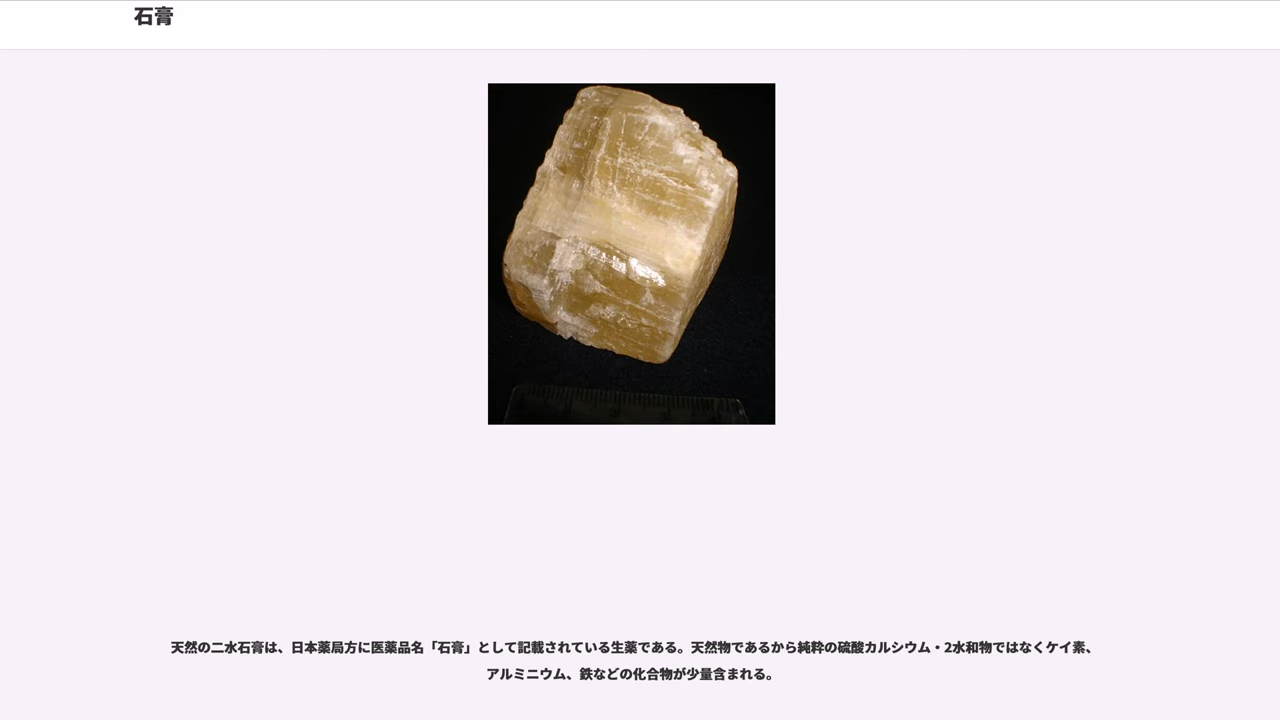 石膏
天然の二水石膏は、日本薬局方に医薬品名「石膏」として記載されている生薬である。天然物であるから純粋の硫酸カルシウム・2水和物ではなくケイ素、
アルミニウム、鉄などの化合物が少量含まれる。